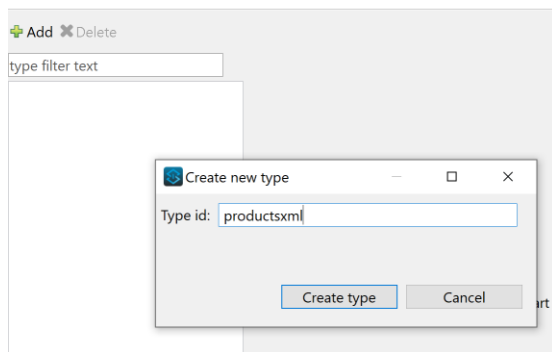 Add Delete
type filter text
Create new type
Type id: productsxml
Create type Cancel